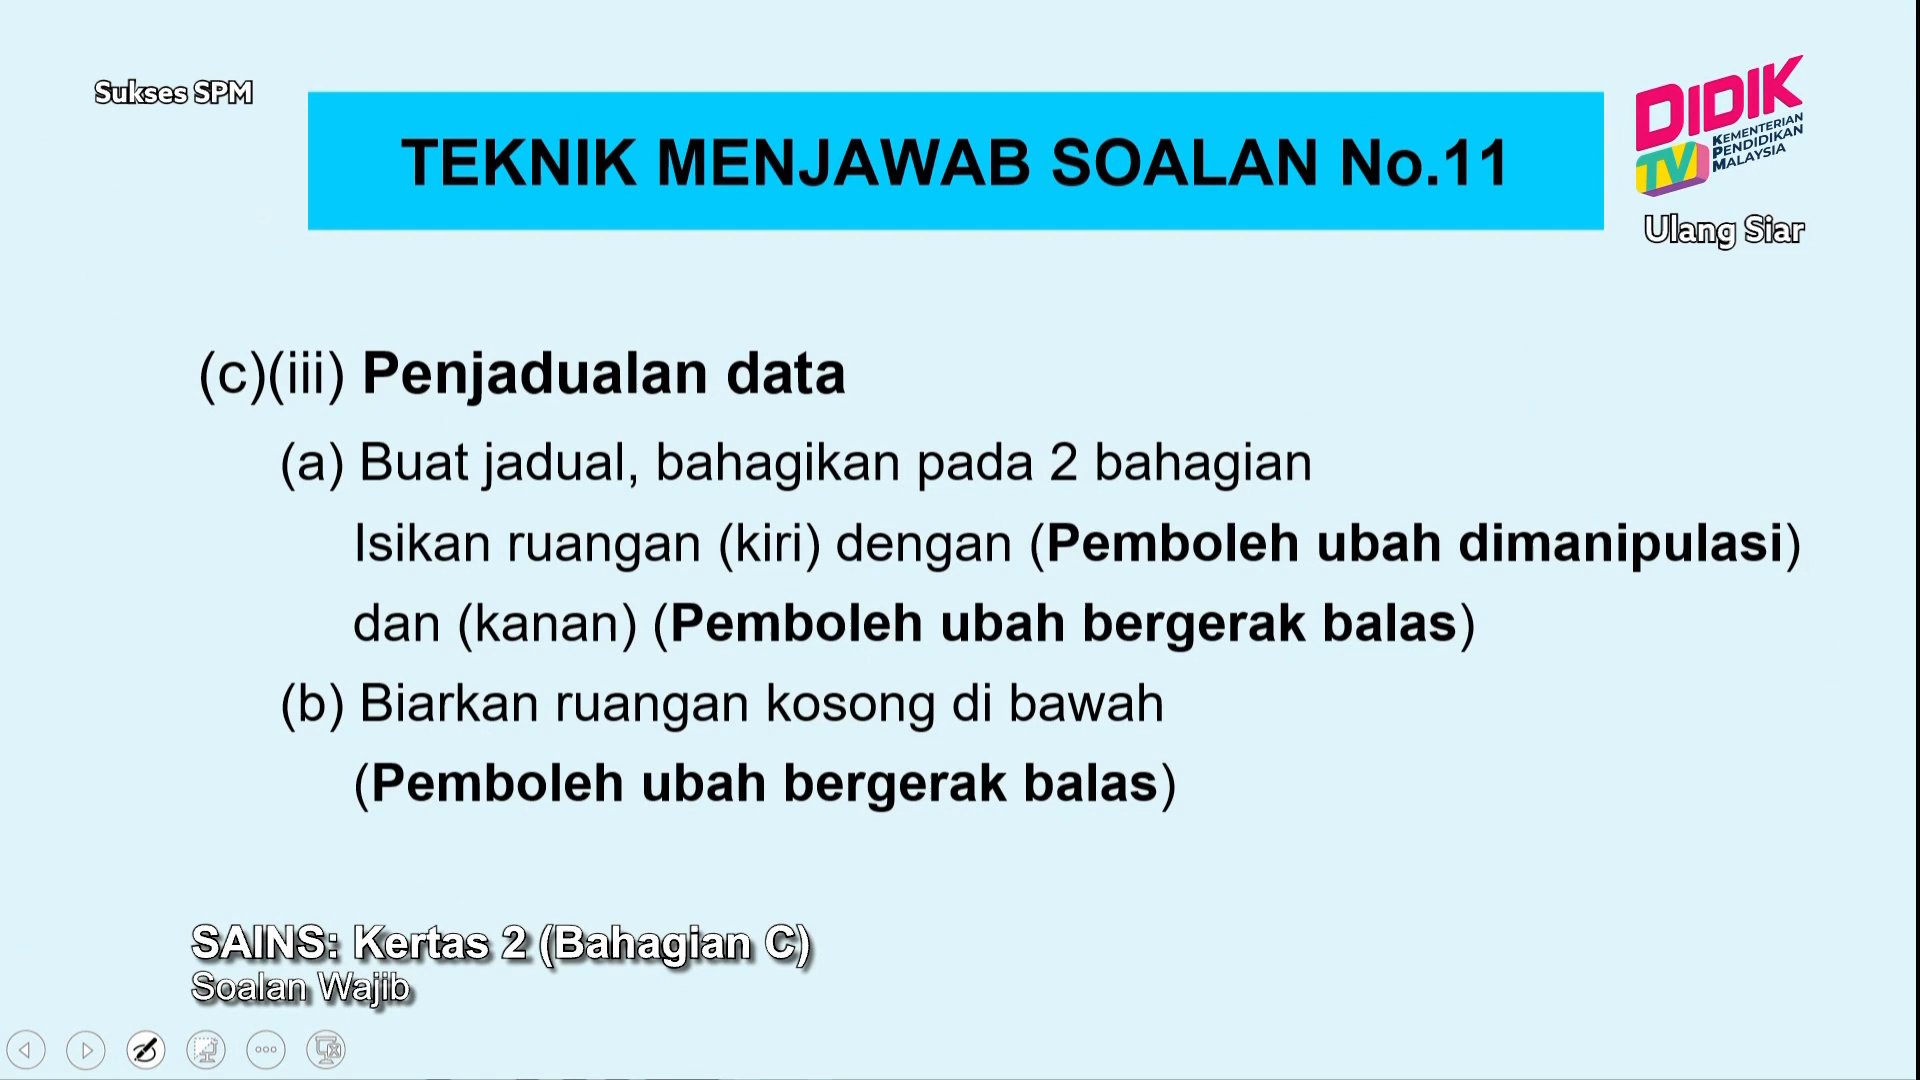 Sukses SPM
TEKNIK MENJAWAB SOALAN No.11
DIDIK
TV
KEMENTERIAN
PENDIDIKAN
MALAYSIA
Ulang Siar
(c)(iii) Penjadualan data
(a) Buat jadual, bahagikan pada 2 bahagian
Isikan ruangan (kiri) dengan (Pemboleh ubah dimanipulasi)
dan (kanan) (Pemboleh ubah bergerak balas)
(b) Biarkan ruangan kosong di bawah
(Pemboleh ubah bergerak balas)
SAINS: Kertas 2 (Bahagian C)
Soalan Wajib